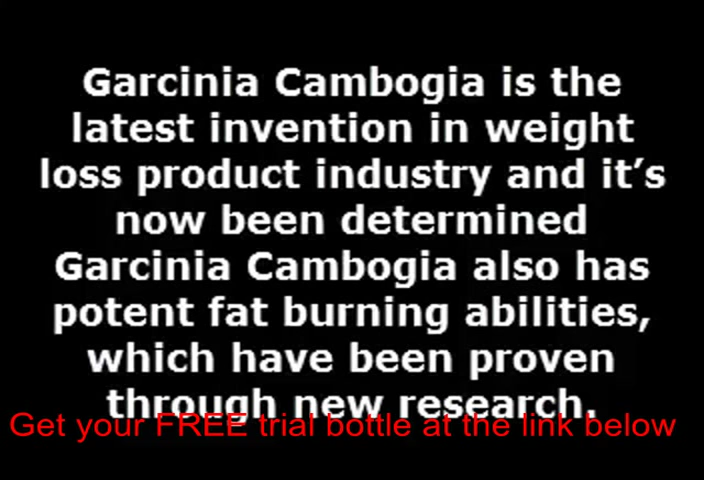 Garcinia Cambogia is the
latest invention in weight
loss product industry and it’s
now been determined
Garcinia Cambogia also has
potent fat burning abilities,
which have been proven
through new research.
Get your FREE trial bottle at the link below